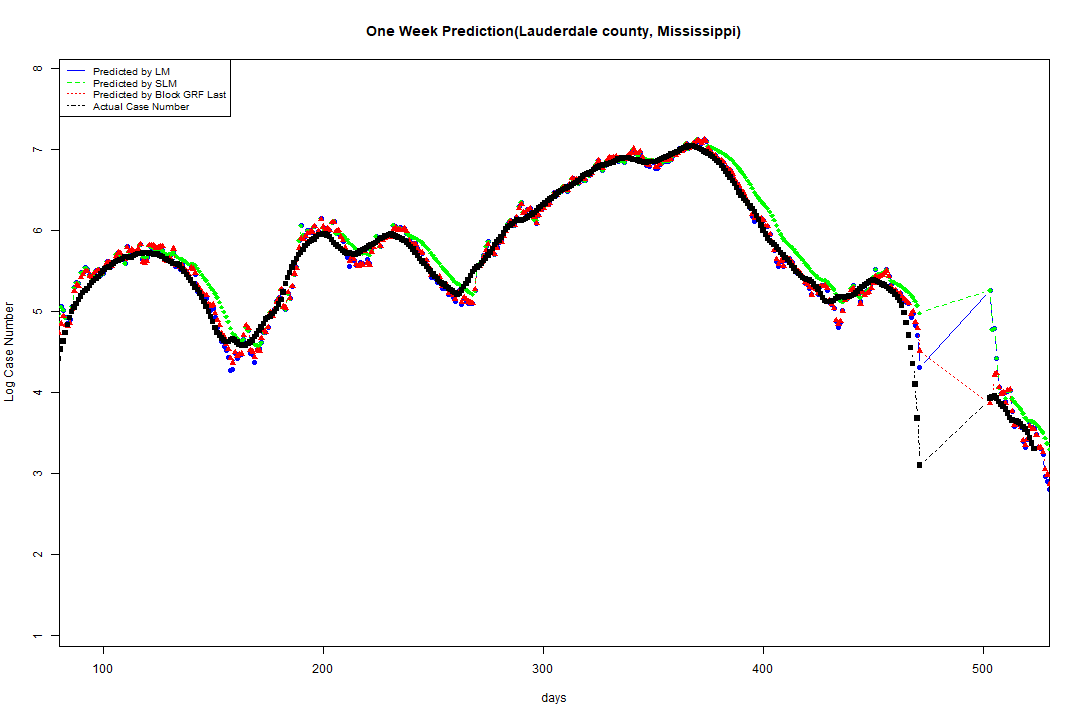 One Week Prediction(Lauderdale county, Mississippi)
Predicted by LM
Predicted by SLM
Predicted by Block GRF Last
Actual Case Number
8
7
6
5
4
3
2
1
Log Case Number
100 200 300 400 500
days